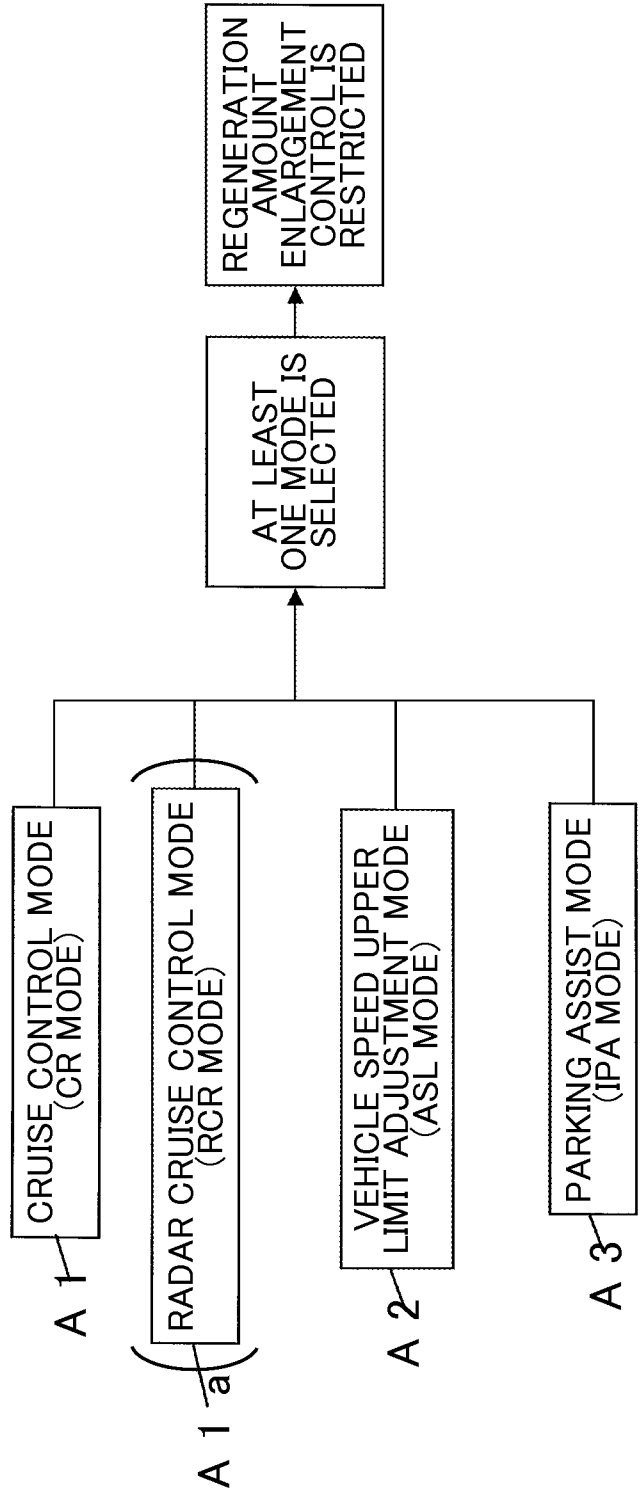 A 1
CRUISE CONTROL MODE
(CR MODE)
A 1 a
RADAR CRUISE CONTROL MODE
(RCR MODE)
A 2
VEHICLE SPEED UPPER
LIMIT ADJUSTMENT MODE
(ASL MODE)
A 3
PARKING ASSIST MODE
(IPA MODE)
AT LEAST
ONE MODE IS
SELECTED
REGENERATION
AMOUNT
ENLARGEMENT
CONTROL IS
RESTRICTED